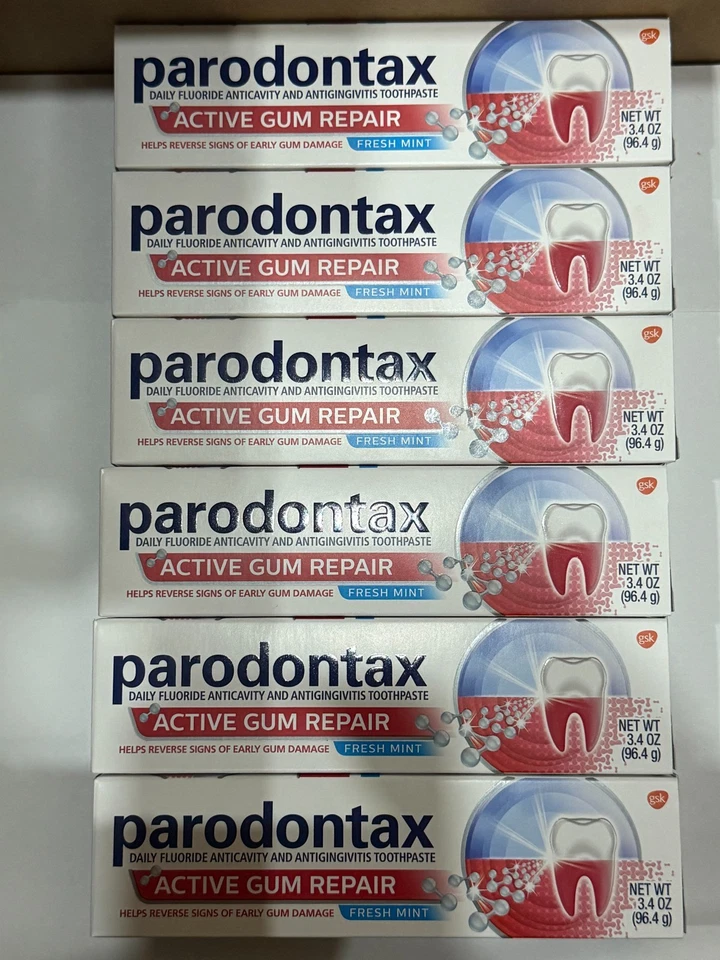 parodontax
DAILY FLUORIDE ANTICAVITY AND ANTIGINGIVITIS TOOTHPASTE
ACTIVE GUM REPAIR
HELPS REVERSE SIGNS OF EARLY GUM DAMAGE FRESH MINT
gsk
NET WT
3.4 OZ
(96.4 g)
parodontax
DAILY FLUORIDE ANTICAVITY AND ANTIGINGIVITIS TOOTHPASTE
ACTIVE GUM REPAIR
HELPS REVERSE SIGNS OF EARLY GUM DAMAGE FRESH MINT
gsk
NET WT
3.4 OZ
(96.4 g)
parodontax
DAILY FLUORIDE ANTICAVITY AND ANTIGINGIVITIS TOOTHPASTE
ACTIVE GUM REPAIR
HELPS REVERSE SIGNS OF EARLY GUM DAMAGE FRESH MINT
gsk
NET WT
3.4 OZ
(96.4 g)
parodontax
DAILY FLUORIDE ANTICAVITY AND ANTIGINGIVITIS TOOTHPASTE
ACTIVE GUM REPAIR
HELPS REVERSE SIGNS OF EARLY GUM DAMAGE FRESH MINT
gsk
NET WT
3.4 OZ
(96.4 g)
parodontax
DAILY FLUORIDE ANTICAVITY AND ANTIGINGIVITIS TOOTHPASTE
ACTIVE GUM REPAIR
HELPS REVERSE SIGNS OF EARLY GUM DAMAGE FRESH MINT
gsk
NET WT
3.4 OZ
(96.4 g)
parodontax
DAILY FLUORIDE ANTICAVITY AND ANTIGINGIVITIS TOOTHPASTE
ACTIVE GUM REPAIR
HELPS REVERSE SIGNS OF EARLY GUM DAMAGE FRESH MINT
gsk
NET WT
3.4 OZ
(96.4 g)